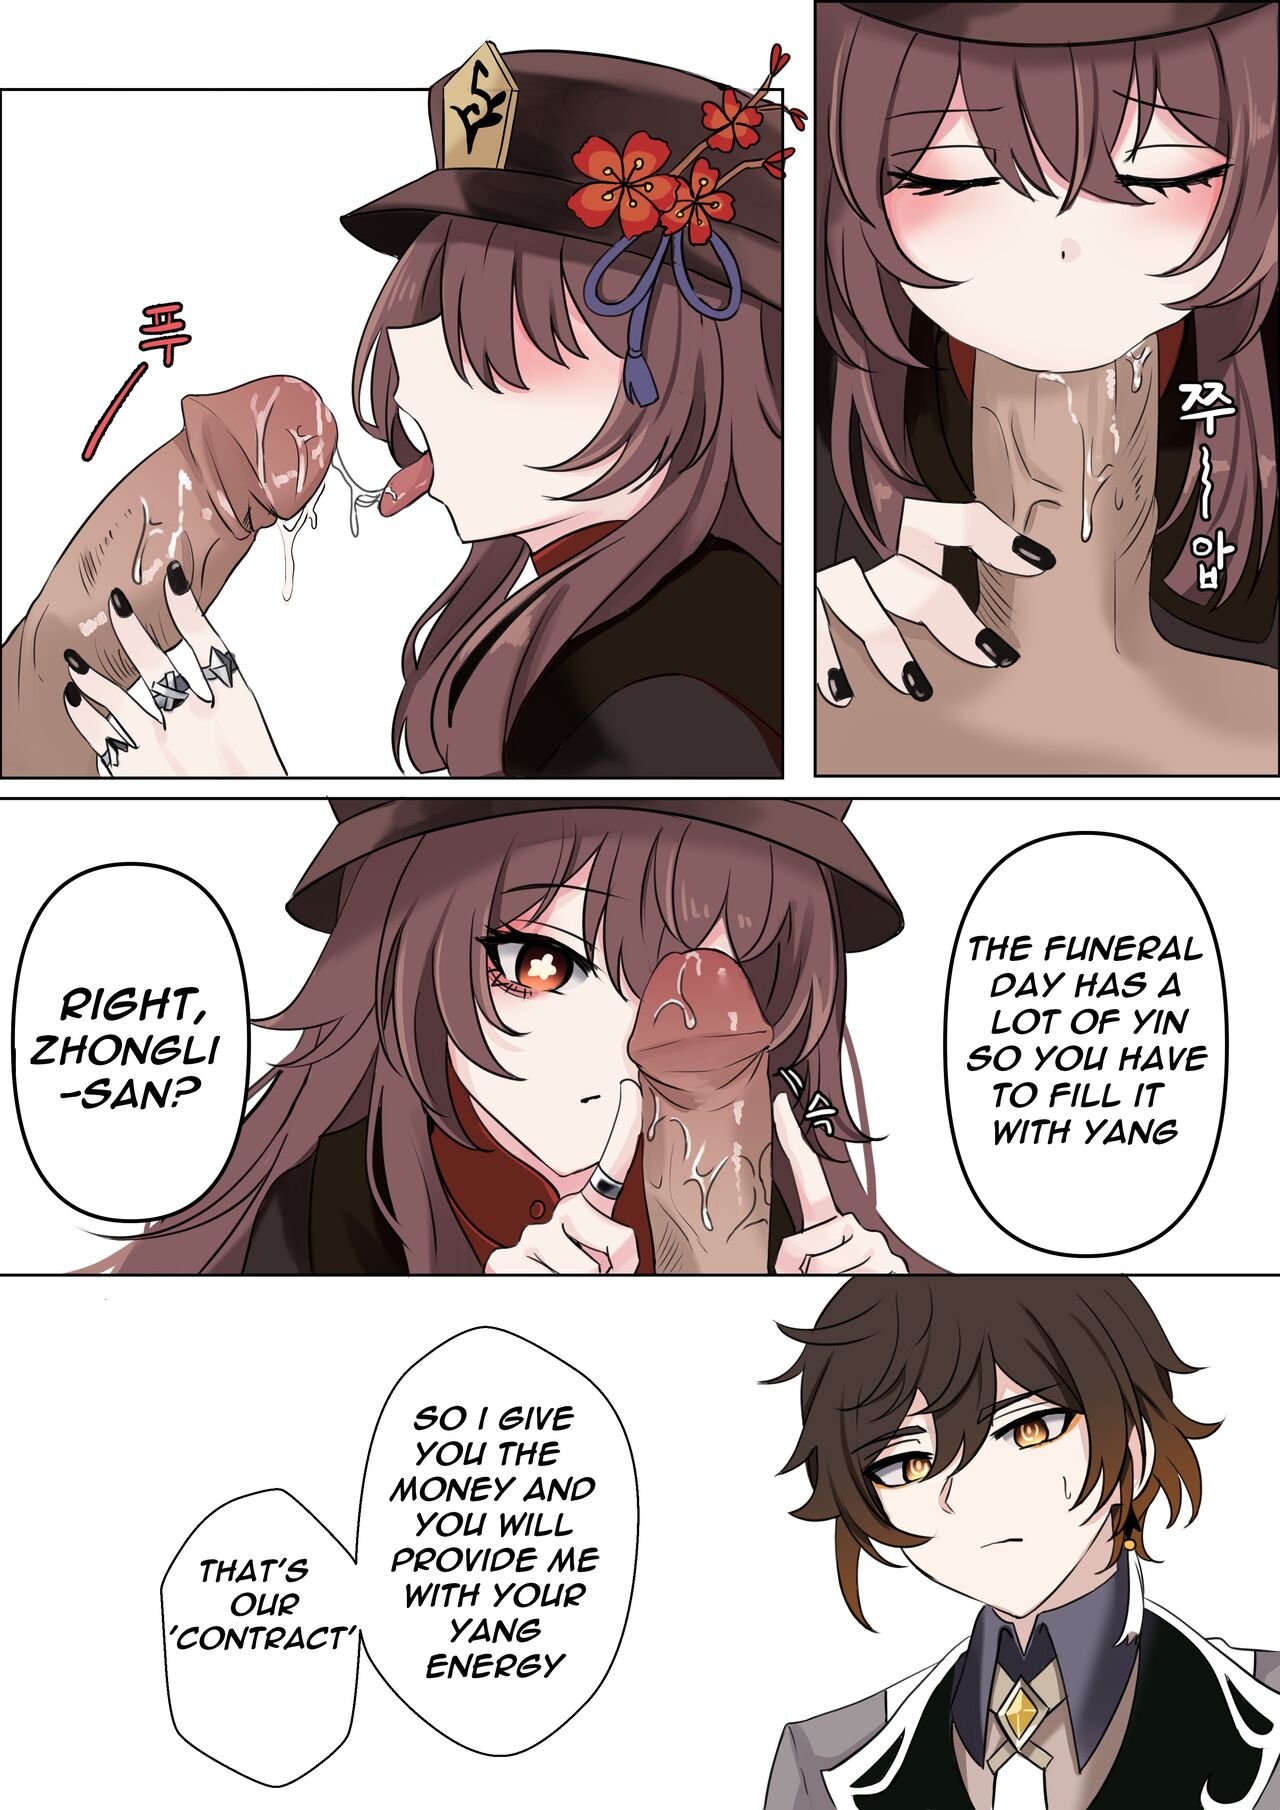 쭈~압
푸
THE FUNERAL
DAY HAS A
LOT OF YIN
SO YOU HAVE
TO FILL IT
WITH YANG
RIGHT,
ZHONGLI
-SAN?
SO I GIVE
YOU THE
MONEY AND
YOU WILL
PROVIDE ME
WITH YOUR
YANG
ENERGY
THAT'S
OUR
'CONTRACT'